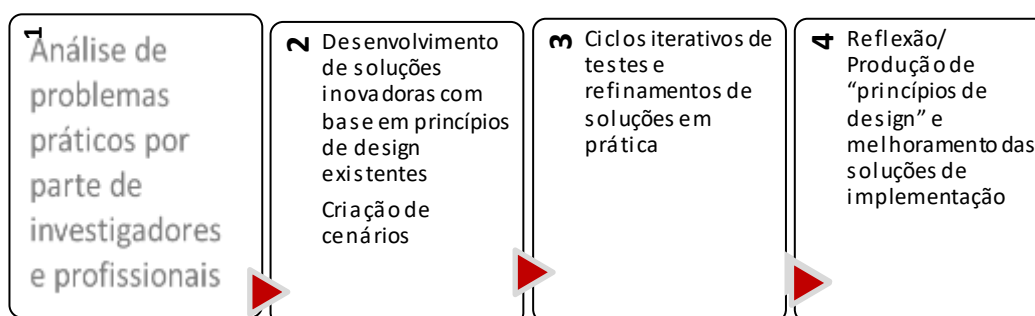 1
Análise de
problemas
práticos por
parte de
investigadores
e profissionais
2
Desenvolvimento
de soluções
inovadoras com
base em princípios
de design
existentes
Criação de
cenários
3
Ciclos iterativos de
testes e
refinamentos de
soluções em
prática
4
Reflexão/
Produção de
“princípios de
design” e
melhoramento das
soluções de
implementação